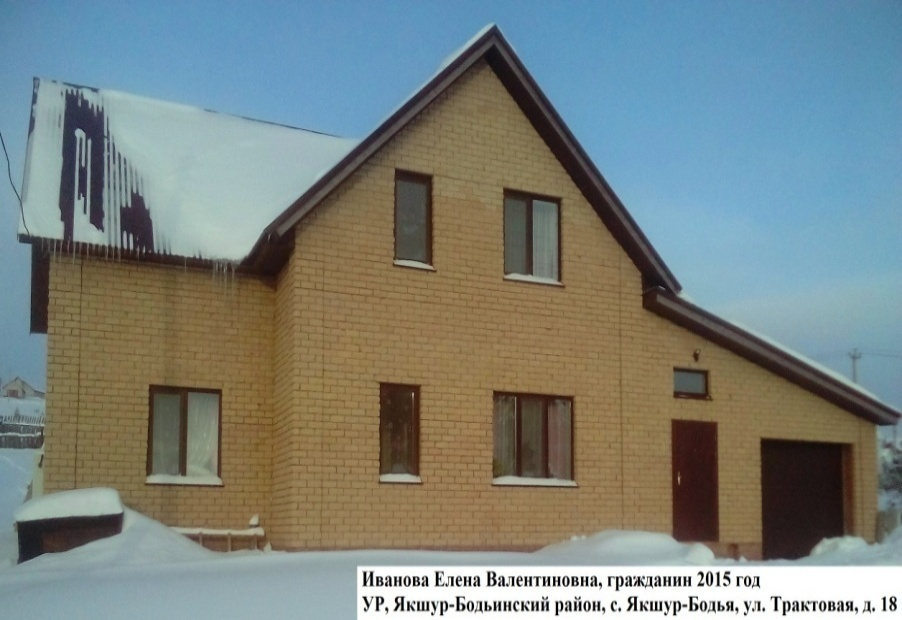 Иванова Елена Валентиновна, гражданин 2015 год
УР, Якшур-Бодьинский район, с. Якшур-Бодья, ул. Трактовая, д. 18